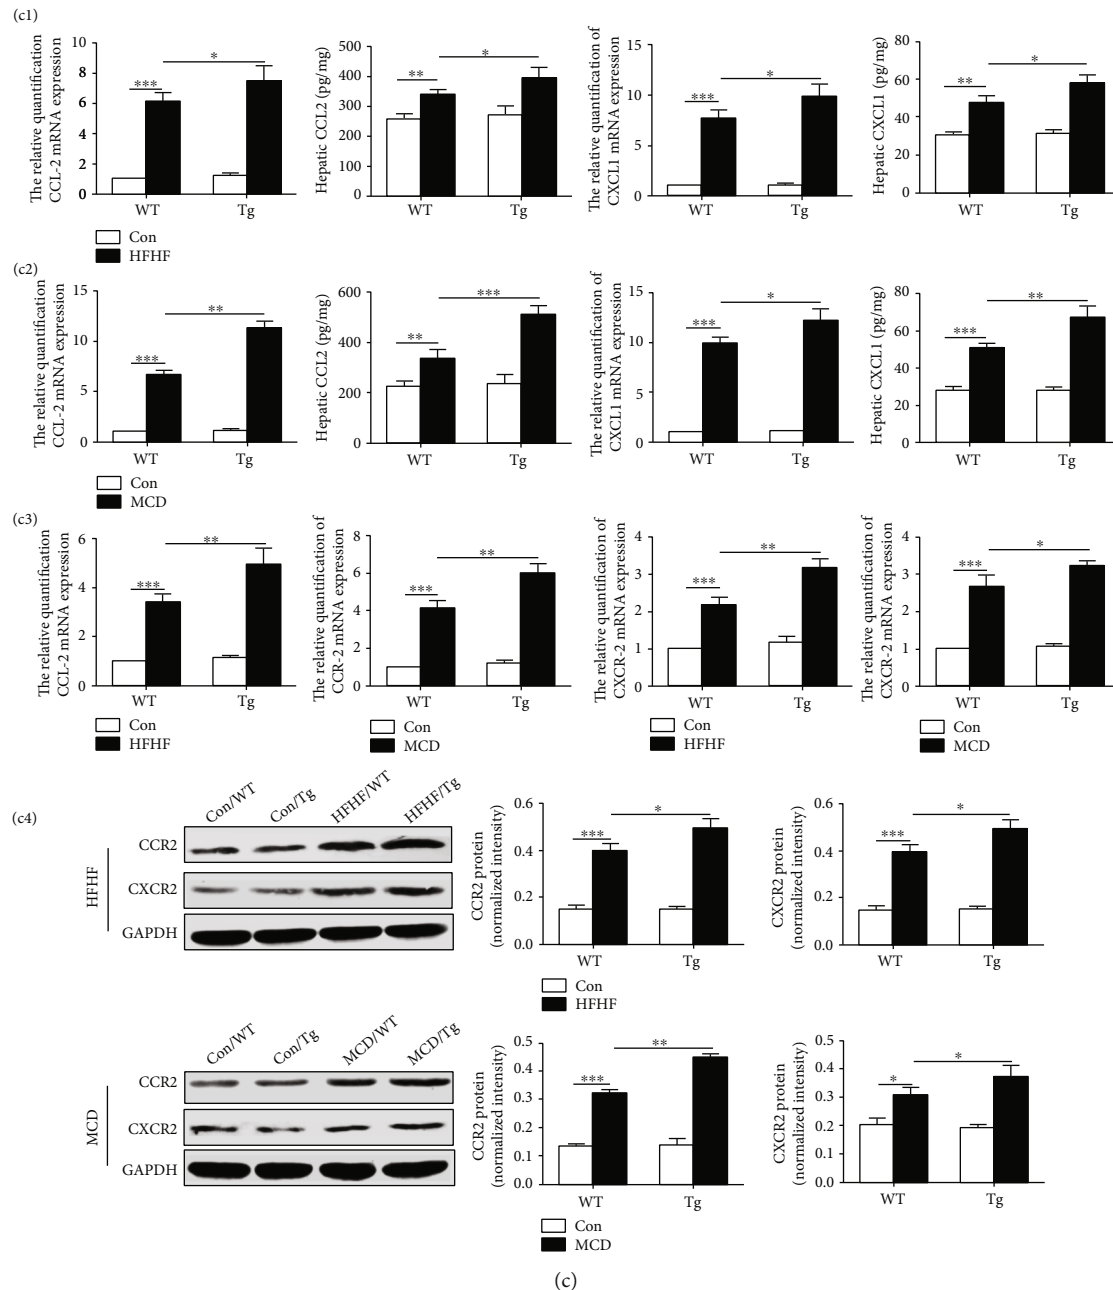 (c1)
The relative quantification
CCL-2 mRNA expression
10
8
6
4
2
0
***
*
WT
Tg
Hepatic CCL2 (pg/mg)
500
400
300
200
100
0
**
*
WT
Tg
The relative quantification of
CXCL1 mRNA expression
15
10
5
0
***
*
WT
Tg
Hepatic CXCL1 (pg/mg)
80
60
40
20
0
**
*
WT
Tg
Con
HFHF
(c2)
The relative quantification
CCL-2 mRNA expression
15
10
5
0
***
**
WT
Tg
Hepatic CCL2 (pg/mg)
600
400
200
0
**
***
WT
Tg
The relative quantification of
CXCL1 mRNA expression
15
10
5
0
***
*
WT
Tg
Hepatic CXCL1 (pg/mg)
80
60
40
20
0
***
**
WT
Tg
Con
MCD
(c3)
The relative quantification
CCL-2 mRNA expression
6
4
2
0
***
**
WT
Tg
Con
HFHF
The relative quantification of
CCR-2 mRNA expression
8
6
4
2
0
***
**
WT
Tg
Con
MCD
The relative quantification of
CXCR-2 mRNA expression
4
3
2
1
0
***
**
WT
Tg
Con
HFHF
The relative quantification of
CXCR-2 mRNA expression
4
3
2
1
0
***
*
WT
Tg
Con
MCD
(c4)
Con/WT
Con/Tg
HFHF/WT
HFHF/Tg
HFHF
CCR2
CXCR2
GAPDH
CCR2 protein
(normalized intensity)
0.6
0.4
0.2
0.0
***
*
WT
Tg
Con
HFHF
CXCR2 protein
(normalized intensity)
0.6
0.4
0.2
0.0
***
*
WT
Tg
Con/WT
Con/Tg
MCD/WT
MCD/Tg
MCD
CCR2
CXCR2
GAPDH
CCR2 protein
(normalized intensity)
0.5
0.4
0.3
0.2
0.1
0.0
***
**
WT
Tg
Con
MCD
CXCR2 protein
(normalized intensity)
0.5
0.4
0.3
0.2
0.1
0.0
*
*
WT
Tg
(c)